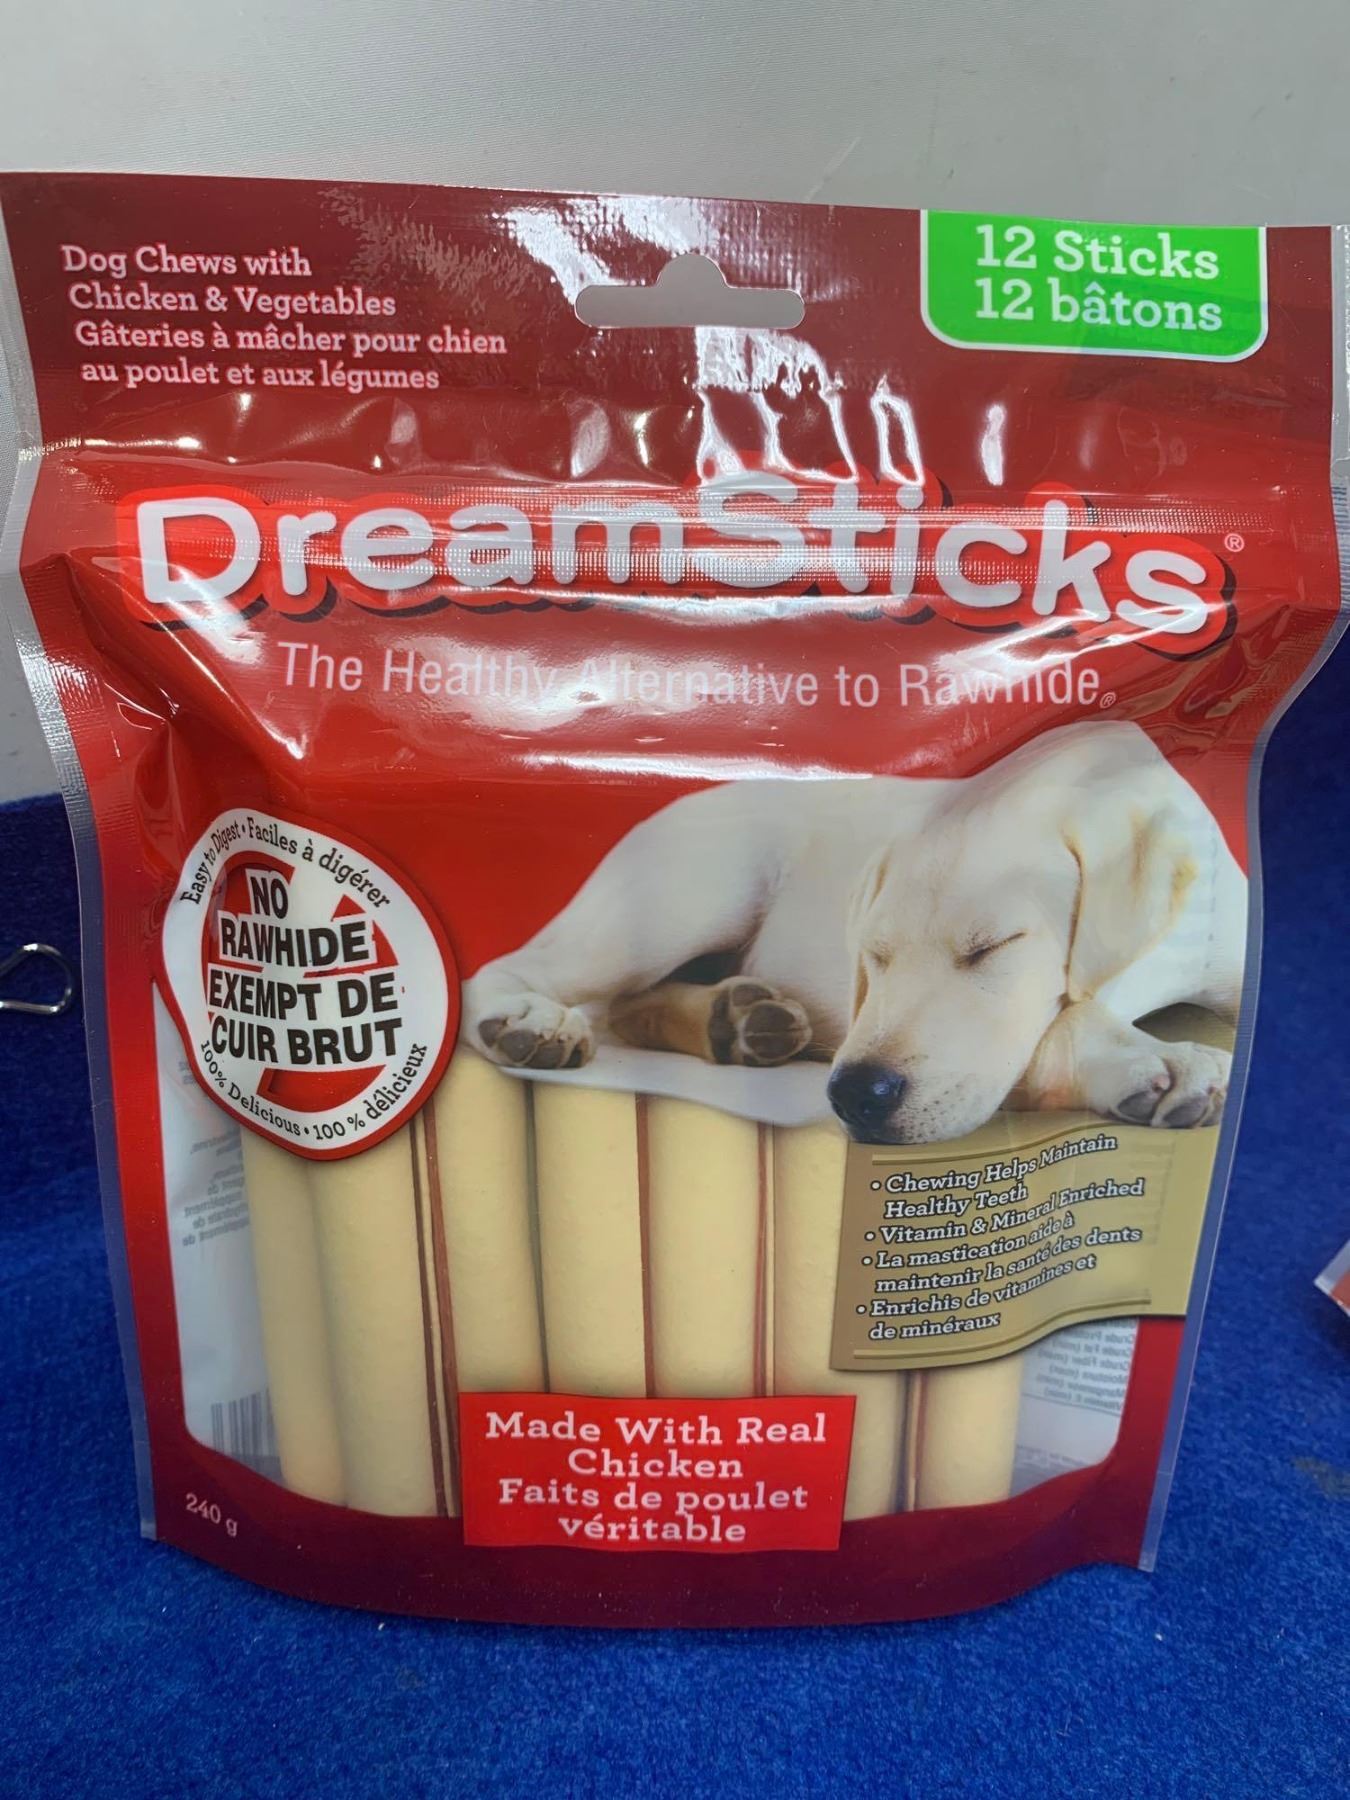 Dog Chews with
Chicken & Vegetables
Gâteries à mâcher pour chien
au poulet et aux légumes
12 Sticks
12 bâtons
DreamSticks®
The Healthy Alternative to Rawhide®
Easy to Digest • Faciles à digérer
NO
RAWHIDE
EXEMPT DE
CUIR BRUT
100% Delicious • 100 % délicieux
• Chewing Helps Maintain
Healthy Teeth
• Vitamin & Mineral Enriched
• La mastication aide à
maintenir la santé des dents
• Enrichis de vitamines et
de minéraux
Made With Real
Chicken
Faits de poulet
véritable
240 g